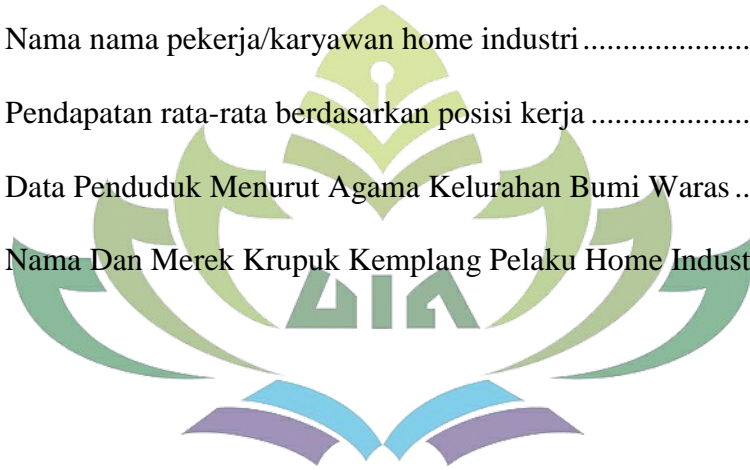 Nama nama pekerja/karyawan home industri.....................
Pendapatan rata-rata berdasarkan posisi kerja ....................
Data Penduduk Menurut Agama Kelurahan Bumi Waras ..
Nama Dan Merek Krupuk Kemplang Pelaku Home Indust
UIN